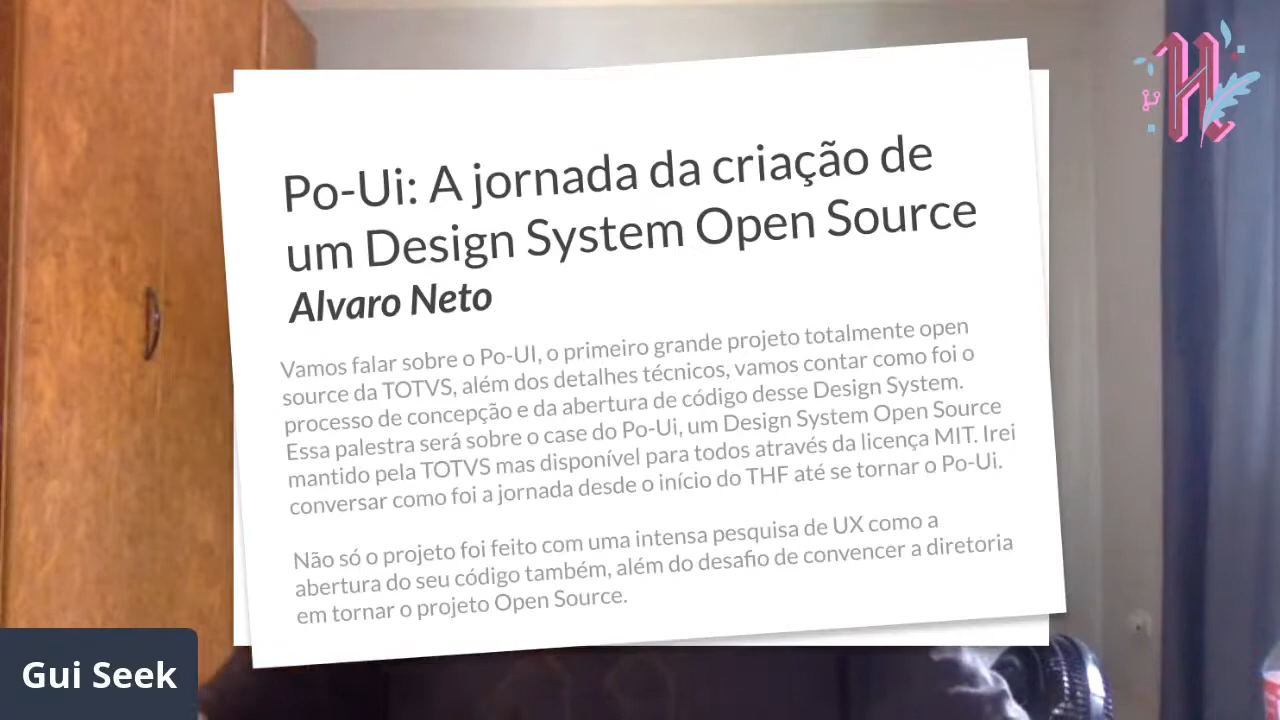 Po-Ui: A jornada da criação de
um Design System Open Source
Alvaro Neto
Vamos falar sobre o Po-UI, o primeiro grande projeto totalmente open
source da TOTVS, além dos detalhes técnicos, vamos contar como foi o
processo de concepção e da abertura de código desse Design System.
Essa palestra será sobre o case do Po-Ui, um Design System Open Source
mantido pela TOTVS mas disponível para todos através da licença MIT. Irei
conversar como foi a jornada desde o início do THF até se tornar o Po-Ui.
Não só o projeto foi feito com uma intensa pesquisa de UX como a
abertura do seu código também, além do desafio de convencer a diretoria
em tornar o projeto Open Source.
Gui Seek
H